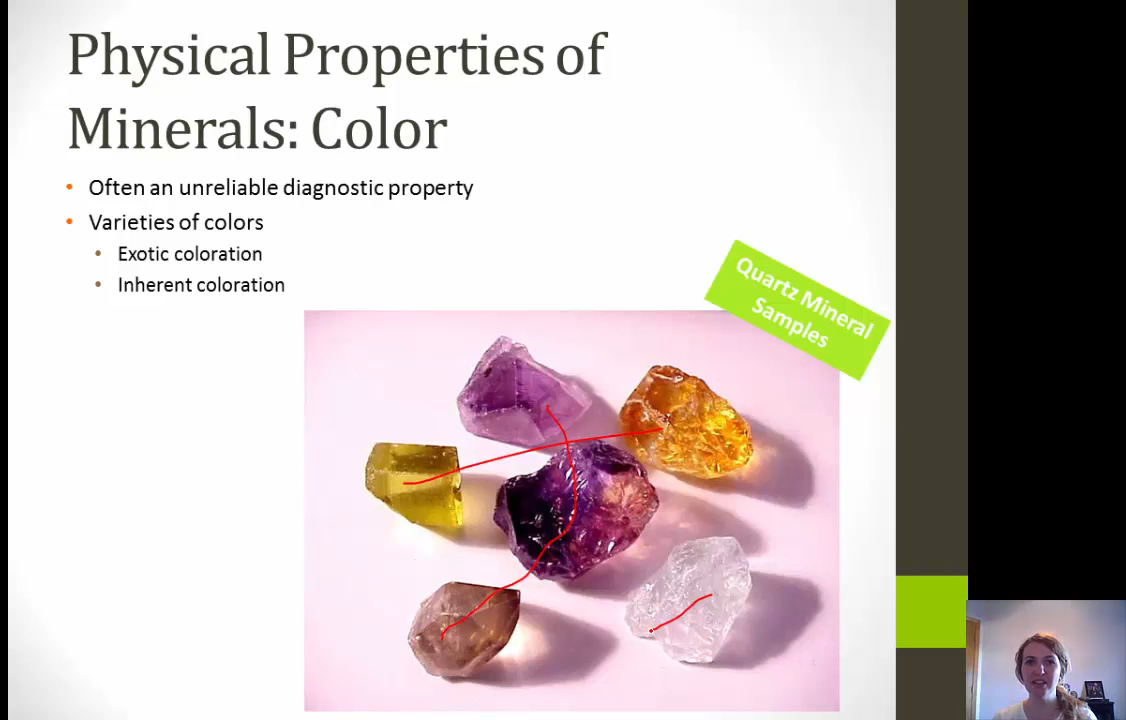 Physical Properties of
Minerals: Color
• Often an unreliable diagnostic property
• Varieties of colors
• Exotic coloration
• Inherent coloration
Quartz Mineral
Samples